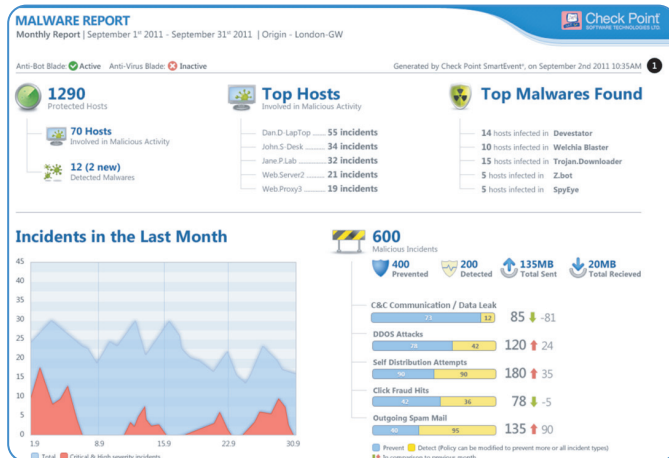 MALWARE REPORT
Monthly Report | September 1st 2011 - September 31st 2011 | Origin - London-GW
Check Point
SOFTWARE TECHNOLOGIES LTD.
Anti-Bot Blade: Active Anti-Virus Blade: Inactive
Generated by Check Point SmartEvent, on September 2nd 2011 10:35AM
1
1290
Protected Hosts
70 Hosts
Involved in Malicious Activity
12 (2 new)
Detected Malwares
Top Hosts
Involved in Malicious Activity
Dan.D-LapTop 55 incidents
John.S-Desk 34 incidents
Jane.P.Lab 32 incidents
Web.Server2 21 incidents
Web.Proxy3 19 incidents
Top Malwares Found
14 hosts infected in Devestator
10 hosts infected in Welchia Blaster
15 hosts infected in Trojan.Downloader
5 hosts infected in Z.bot
5 hosts infected in SpyEye
Incidents in the Last Month
45
40
35
30
25
20
15
10
5
0
1.9 8.9 15.9 22.9 30.9
Total Critical & High severity incidents
600
Malicious Incidents
400
Prevented
200
Detected
135MB
Total Sent
20MB
Total Recieved
C&C Communication / Data Leak
73 12 85 -81
DDOS Attacks
78 42 120 24
Self Distribution Attempts
90 90 180 35
Click Fraud Hits
42 36 78 -5
Outgoing Spam Mail
40 95 135 90
Prevent Detect (Policy can be modified to prevent more or all incident types)
In comparison to previous month